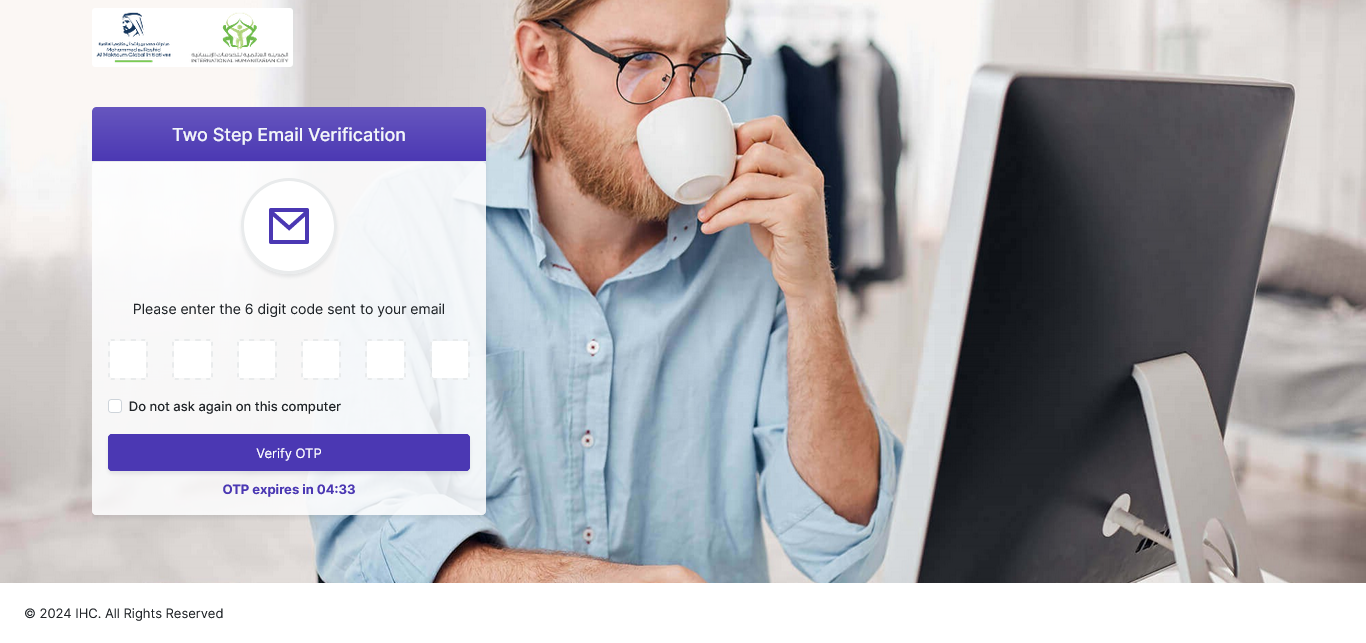 Mohammed Bin Rashid
Al Maktoum Global Initiatives
INTERNATIONAL HUMANITARIAN CITY
Two Step Email Verification
Please enter the 6 digit code sent to your email
Do not ask again on this computer
Verify OTP
OTP expires in 04:33
© 2024 IHC. All Rights Reserved